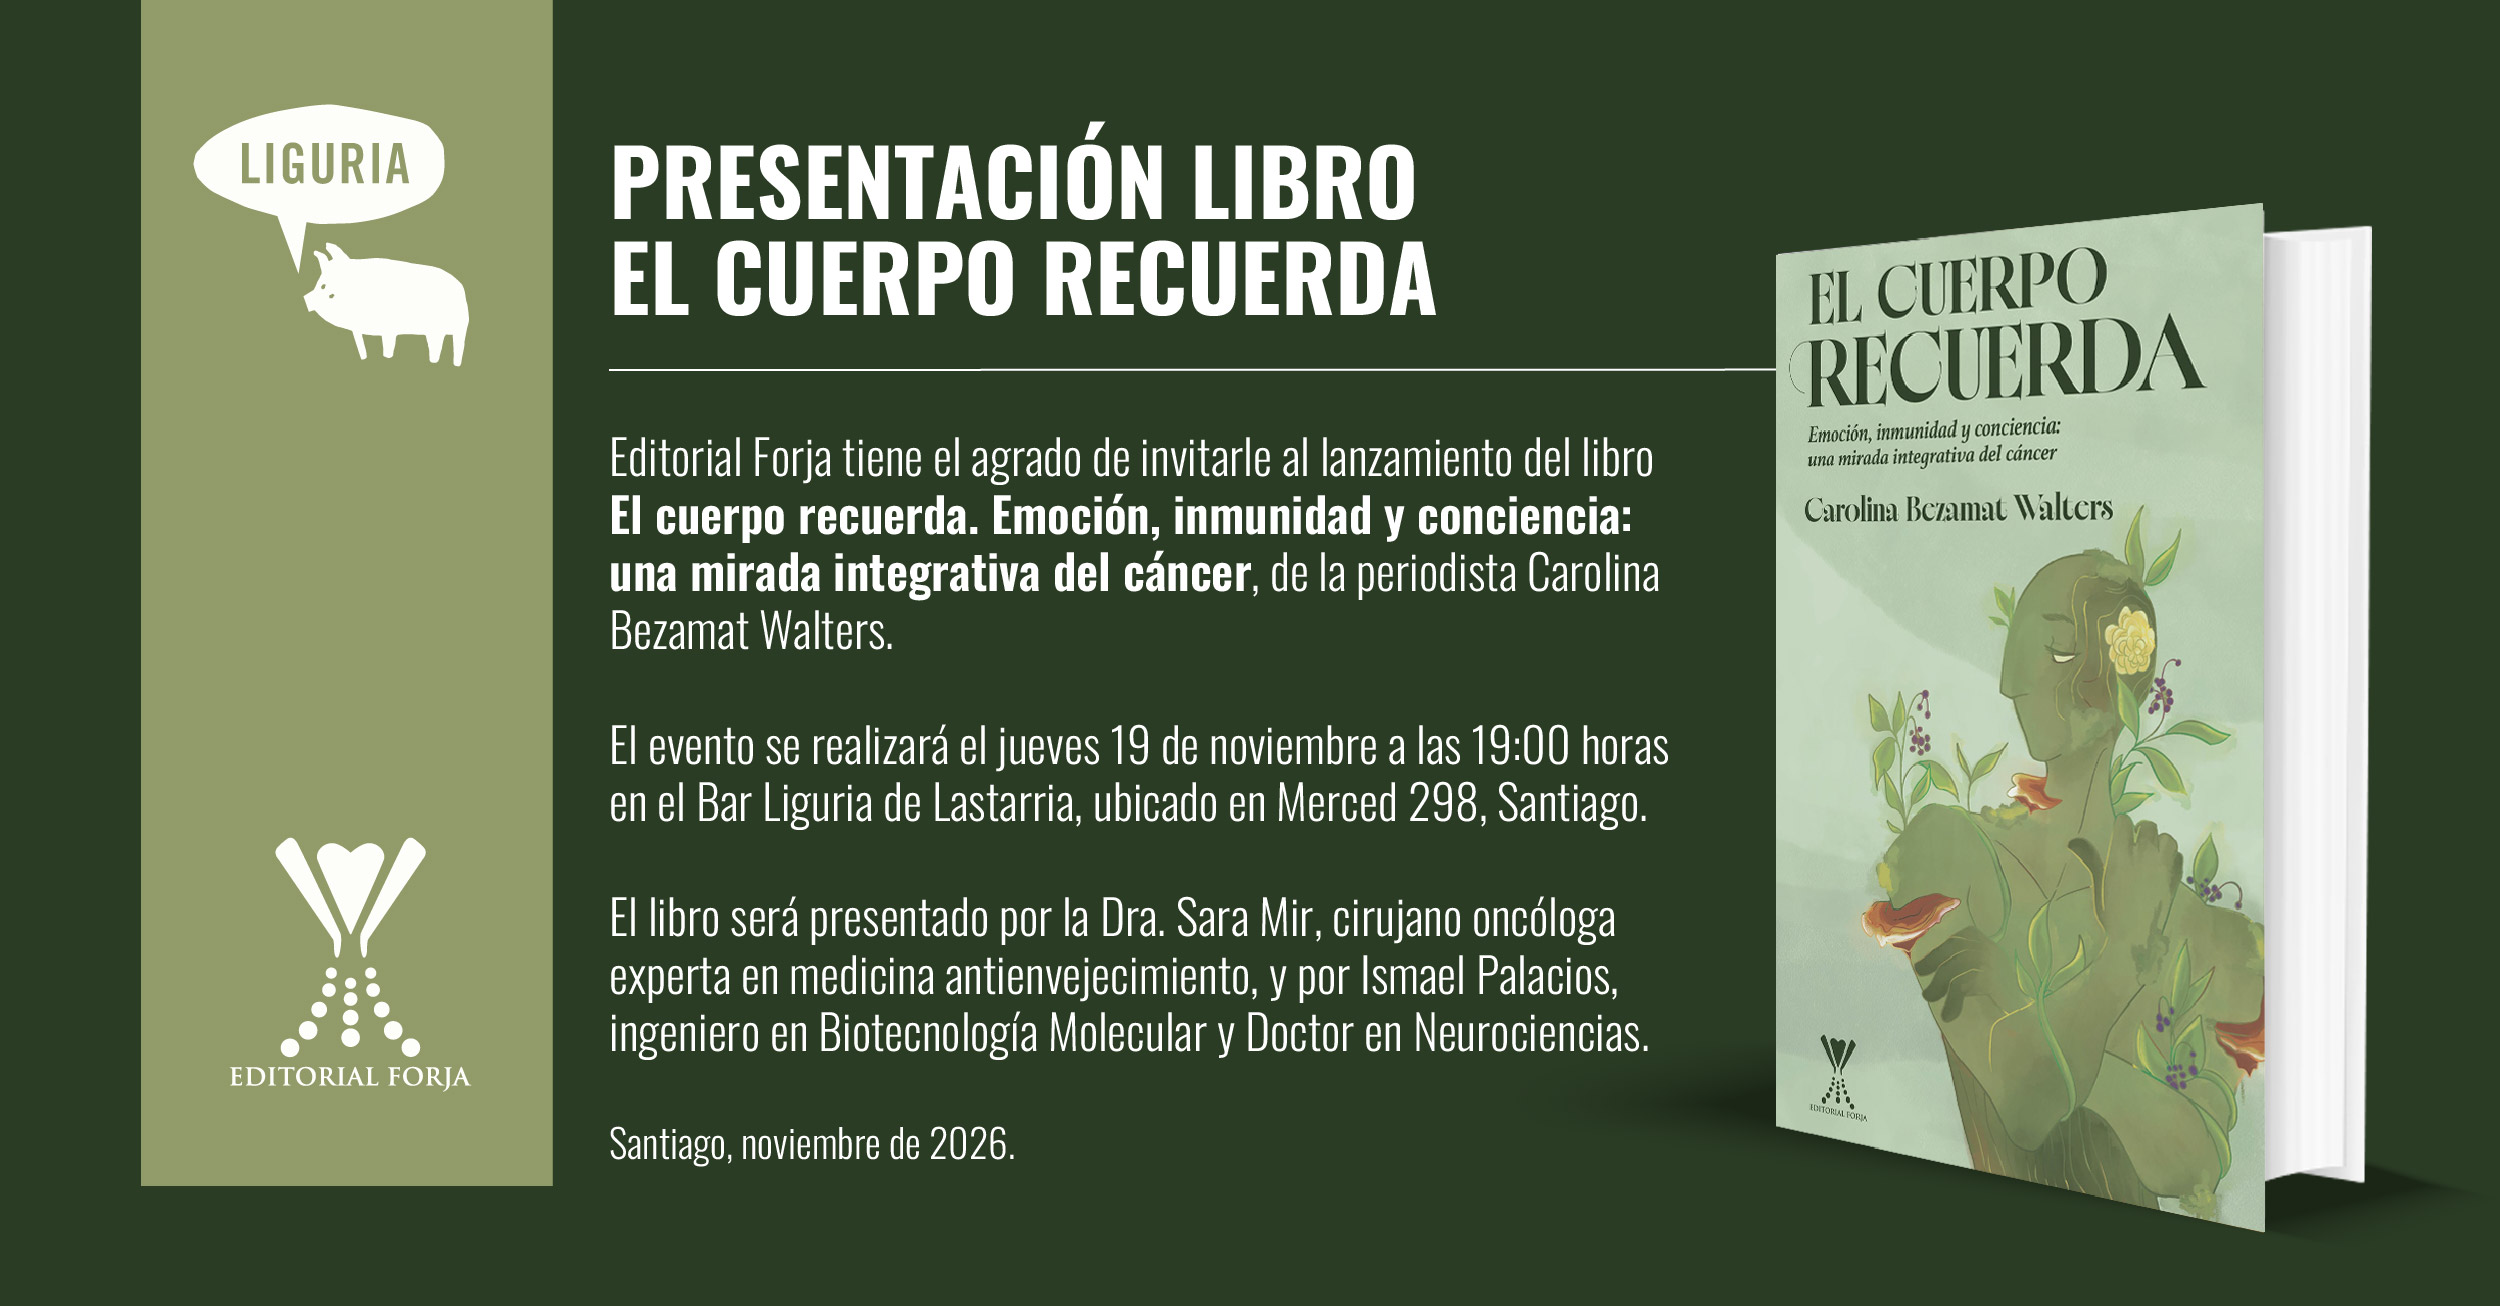 LIGURIA
EDITORIAL FORJA
PRESENTACIÓN LIBRO
EL CUERPO RECUERDA
Editorial Forja tiene el agrado de invitarle al lanzamiento del libro
El cuerpo recuerda. Emoción, inmunidad y conciencia:
una mirada integrativa del cáncer, de la periodista Carolina
Bezamat Walters.
El evento se realizará el jueves 19 de noviembre a las 19:00 horas
en el Bar Liguria de Lastarria, ubicado en Merced 298, Santiago.
El libro será presentado por la Dra. Sara Mir, cirujano oncóloga
experta en medicina antienvejecimiento, y por Ismael Palacios,
ingeniero en Biotecnología Molecular y Doctor en Neurociencias.
Santiago, noviembre de 2026.
EL CUERPO
RECUERDA
Emoción, inmunidad y conciencia:
una mirada integrativa del cáncer
Carolina Bezamat Walters
EDITORIAL FORJA